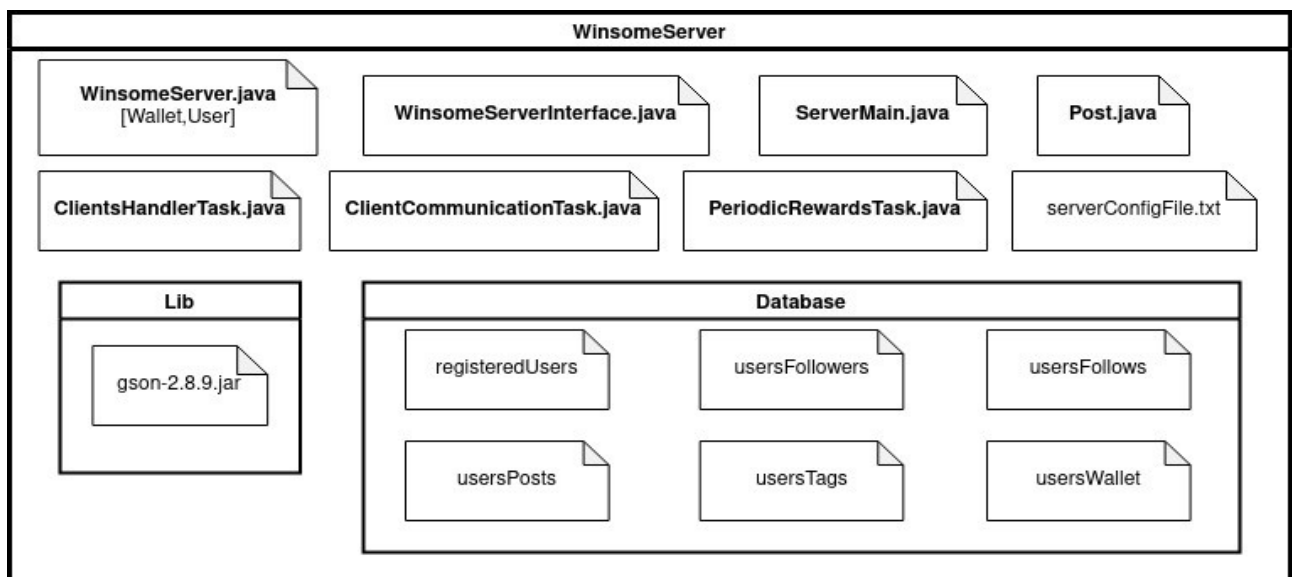 WinsomeServer
WinsomeServer.java
[Wallet,User]
WinsomeServerInterface.java
ServerMain.java
Post.java
ClientsHandlerTask.java
ClientCommunicationTask.java
PeriodicRewardsTask.java
serverConfigFile.txt
Lib
gson-2.8.9.jar
Database
registeredUsers
usersFollowers
usersFollows
usersPosts
usersTags
usersWallet